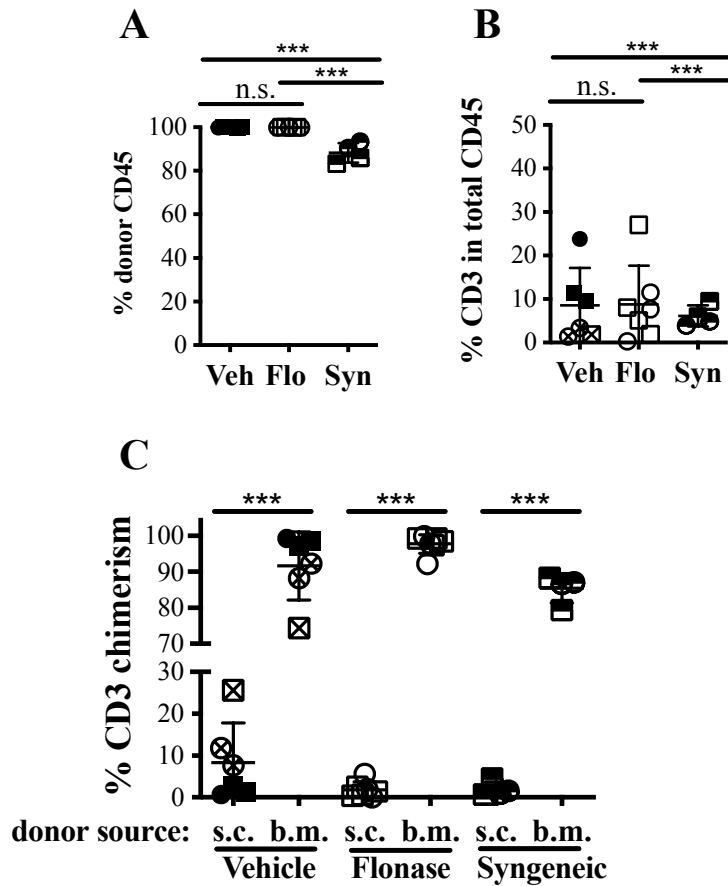 A
***
***
n.s.
% donor CD45
100
80
60
40
20
0
Veh Flo Syn
B
***
***
n.s.
% CD3 in total CD45
50
40
30
20
10
0
Veh Flo Syn
C
*** *** ***
% CD3 chimerism
100
90
80
70
30
20
10
0
donor source: s.c. b.m. s.c. b.m. s.c. b.m.
Vehicle Flonase Syngeneic